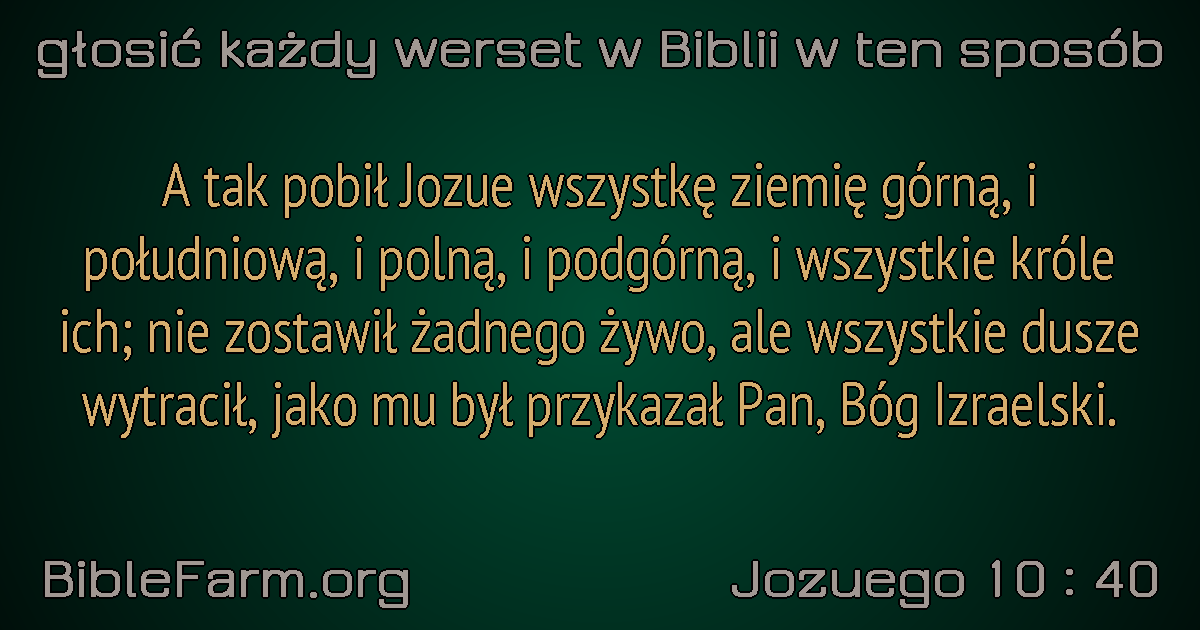 głosić każdy werset w Biblii w ten sposób
A tak pobił Jozue wszystkę ziemię górną, i
południową, i polną, i podgórną, i wszystkie króle
ich; nie zostawił żadnego żywo, ale wszystkie dusze
wytracił, jako mu był przykazał Pan, Bóg Izraelski.
BibleFarm.org
Jozuego 10 : 40